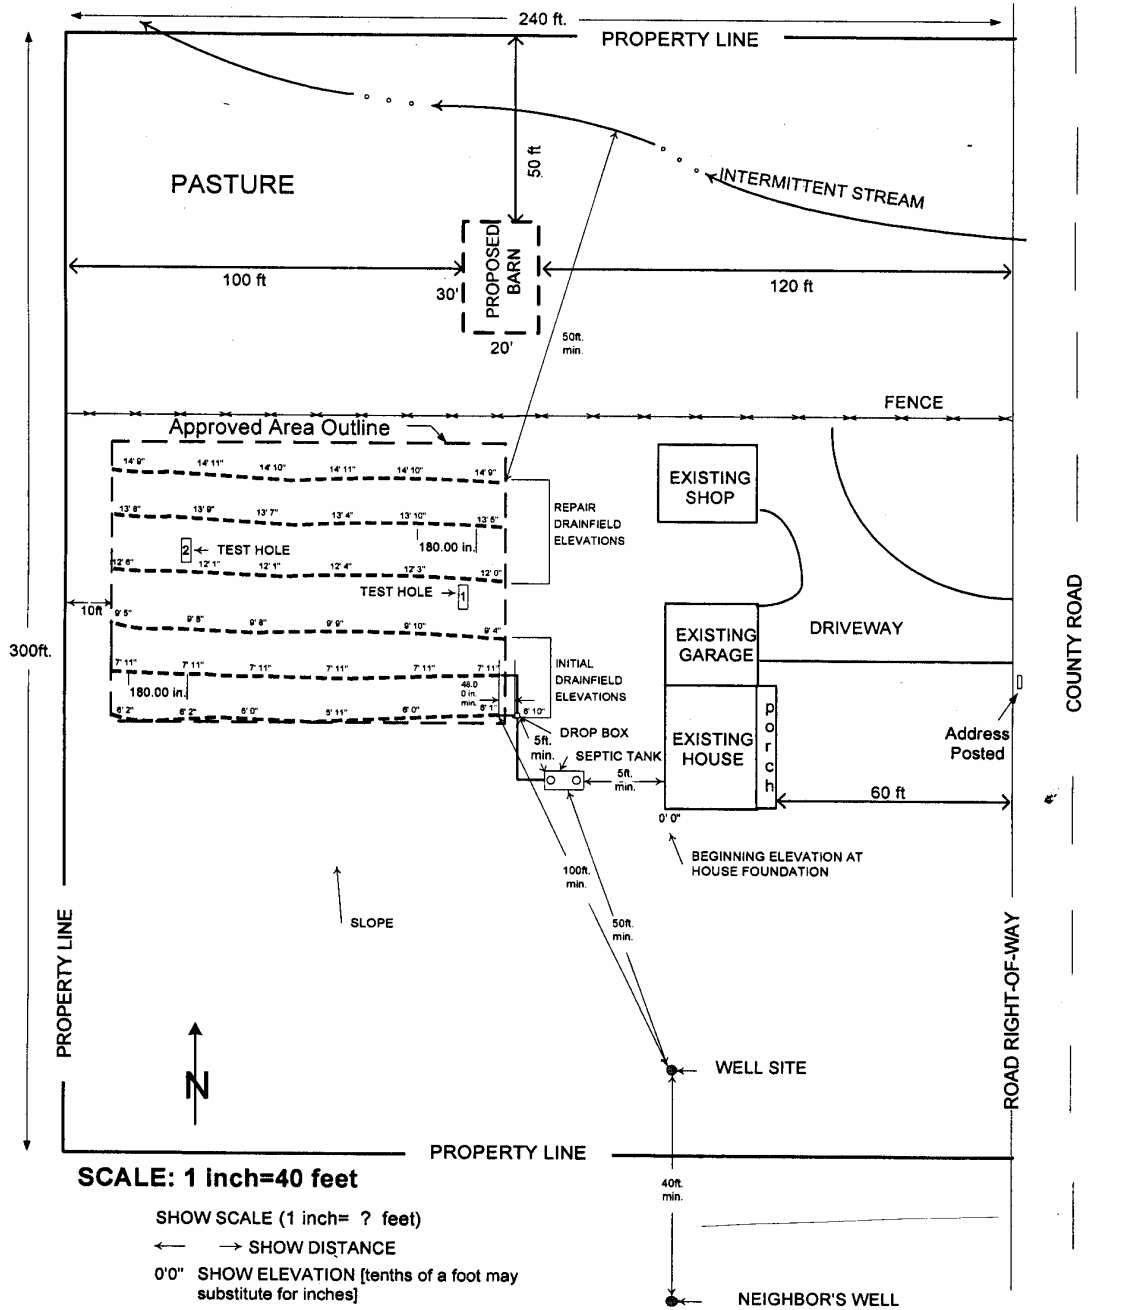 240 ft.
PROPERTY LINE
50 ft
PASTURE
INTERMITTENT STREAM
PROPOSED
BARN
100 ft
120 ft
30'
20'
50ft.
min.
FENCE
Approved Area Outline
14' 9" 14' 11" 14' 10" 14' 11" 14' 10" 14' 9"
EXISTING
SHOP
13' 8" 13' 9" 13' 7" 13' 4" 13' 10" 13' 5"
REPAIR
DRAINFIELD
ELEVATIONS
180.00 in.
2 TEST HOLE
12' 6" 12' 1" 12' 1" 12' 4" 12' 3" 12' 0"
TEST HOLE 1
10ft
9' 5" 9' 8" 9' 8" 9' 9" 9' 10" 9' 4"
COUNTY ROAD
DRIVEWAY
EXISTING
GARAGE
300ft.
7' 11" 7' 11" 7' 11" 7' 11" 7' 11" 7' 11"
INITIAL
DRAINFIELD
ELEVATIONS
180.00 in.
48.0
0 in.
min.
6' 2" 6' 2" 6' 0" 5' 11" 6' 0" 6' 1" 6' 10"
porch
Address
Posted
DROP BOX
EXISTING
HOUSE
5ft.
min.
SEPTIC TANK
5ft.
min.
60 ft
0' 0"
BEGINNING ELEVATION AT
HOUSE FOUNDATION
100ft.
min.
50ft.
min.
SLOPE
PROPERTY LINE
ROAD RIGHT-OF-WAY
N
WELL SITE
PROPERTY LINE
SCALE: 1 inch=40 feet
40ft.
min.
SHOW SCALE (1 inch= ? feet)
SHOW DISTANCE
0'0" SHOW ELEVATION [tenths of a foot may
substitute for inches]
NEIGHBOR'S WELL